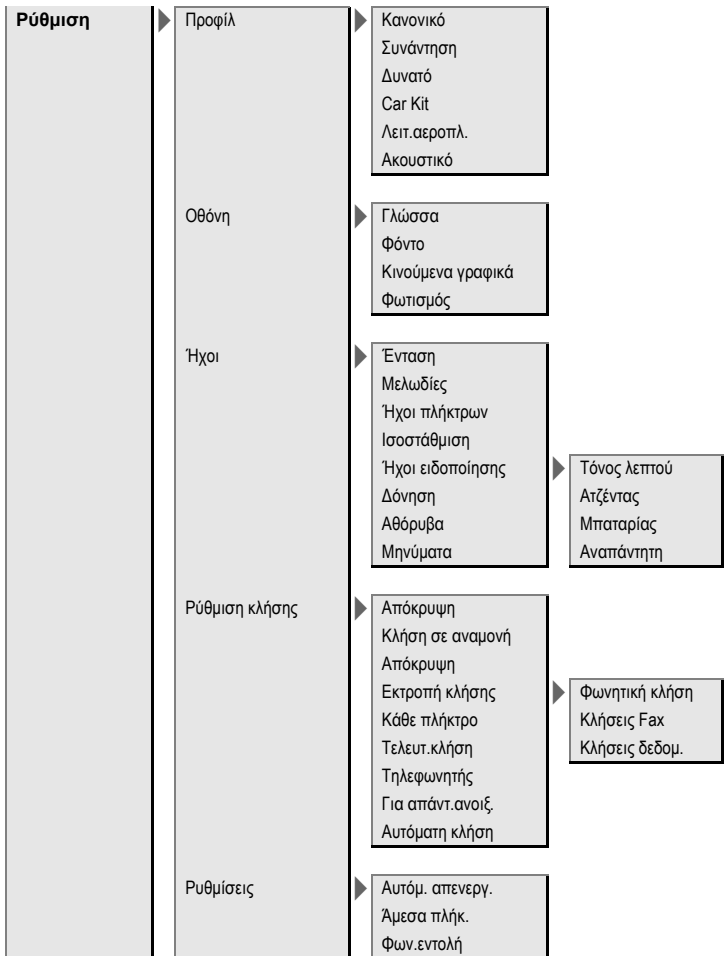 Ρύθμιση
Προφίλ
Κανονικό
Συνάντηση
Δυνατό
Car Kit
Λειτ.αεροπλ.
Ακουστικό
Οθόνη
Γλώσσα
Φόντο
Κινούμενα γραφικά
Φωτισμός
Ήχοι
Ένταση
Μελωδίες
Ήχοι πλήκτρων
Ισοστάθμιση
Ήχοι ειδοποίησης
Τόνος λεπτού
Ατζέντας
Μπαταρίας
Αναπάντητη
Δόνηση
Αθόρυβα
Μηνύματα
Ρύθμιση κλήσης
Απόκρυψη
Κλήση σε αναμονή
Απόκρυψη
Εκτροπή κλήσης
Φωνητική κλήση
Κλήσεις Fax
Κλήσεις δεδομ.
Κάθε πλήκτρο
Τελευτ.κλήση
Τηλεφωνητής
Για απάντ.ανοιξ.
Αυτόματη κλήση
Ρυθμίσεις
Αυτόμ. απενεργ.
Άμεσα πλήκ.
Φων.εντολή